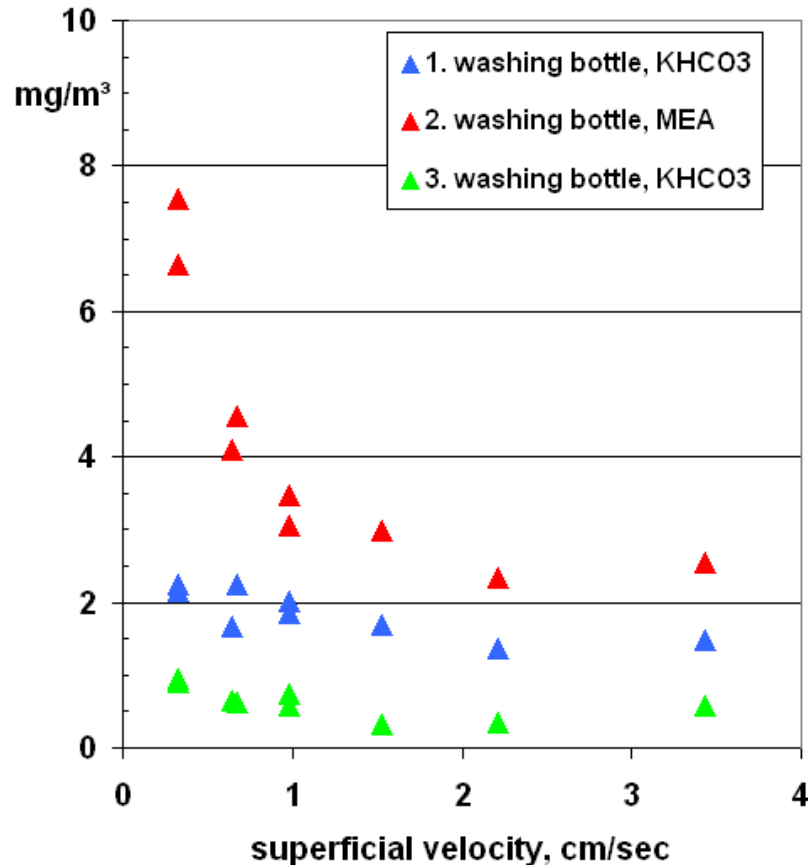 10
mg/m³
8
6
4
2
0
1. washing bottle, KHCO3
2. washing bottle, MEA
3. washing bottle, KHCO3
0 1 2 3 4
superficial velocity, cm/sec